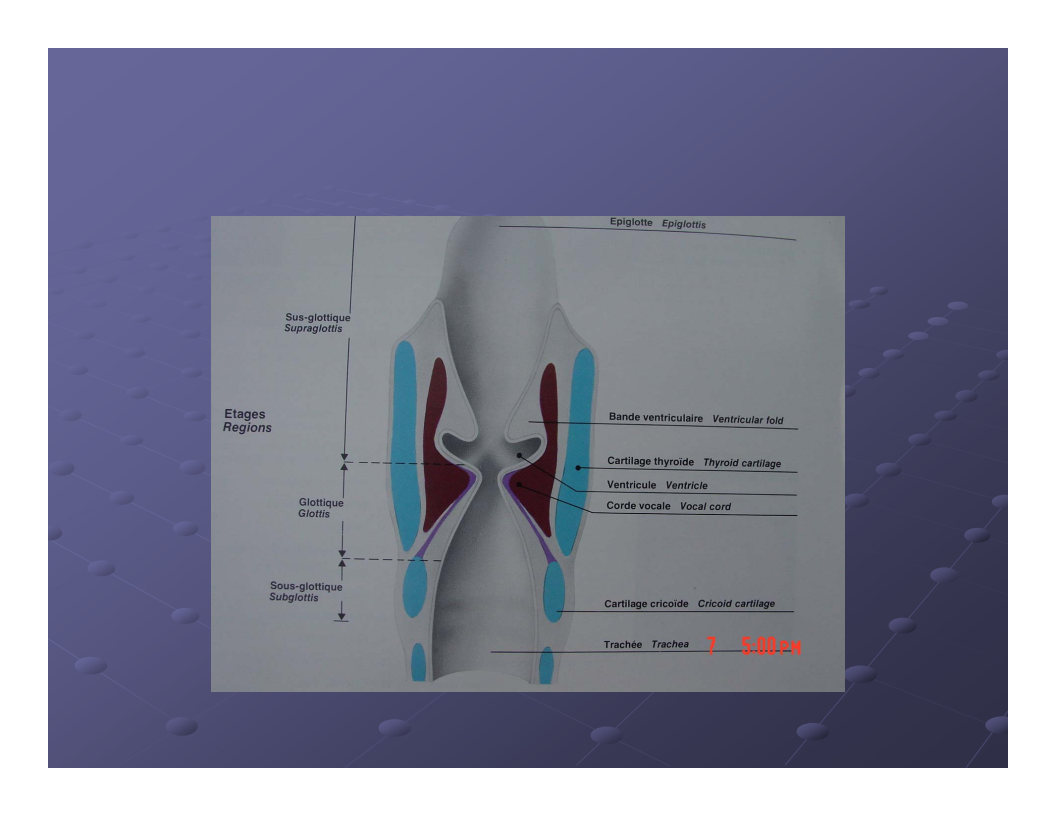 Epiglotte Epiglottis
Sus-glottique
Supraglottis
Etages
Regions
Bande ventriculaire Ventricular fold
Cartilage thyroïde Thyroid cartilage
Ventricule Ventricle
Corde vocale Vocal cord
Glottique
Glottis
Sous-glottique
Subglottis
Cartilage cricoïde Cricoid cartilage
Trachée Trachea
7 5:00 PM